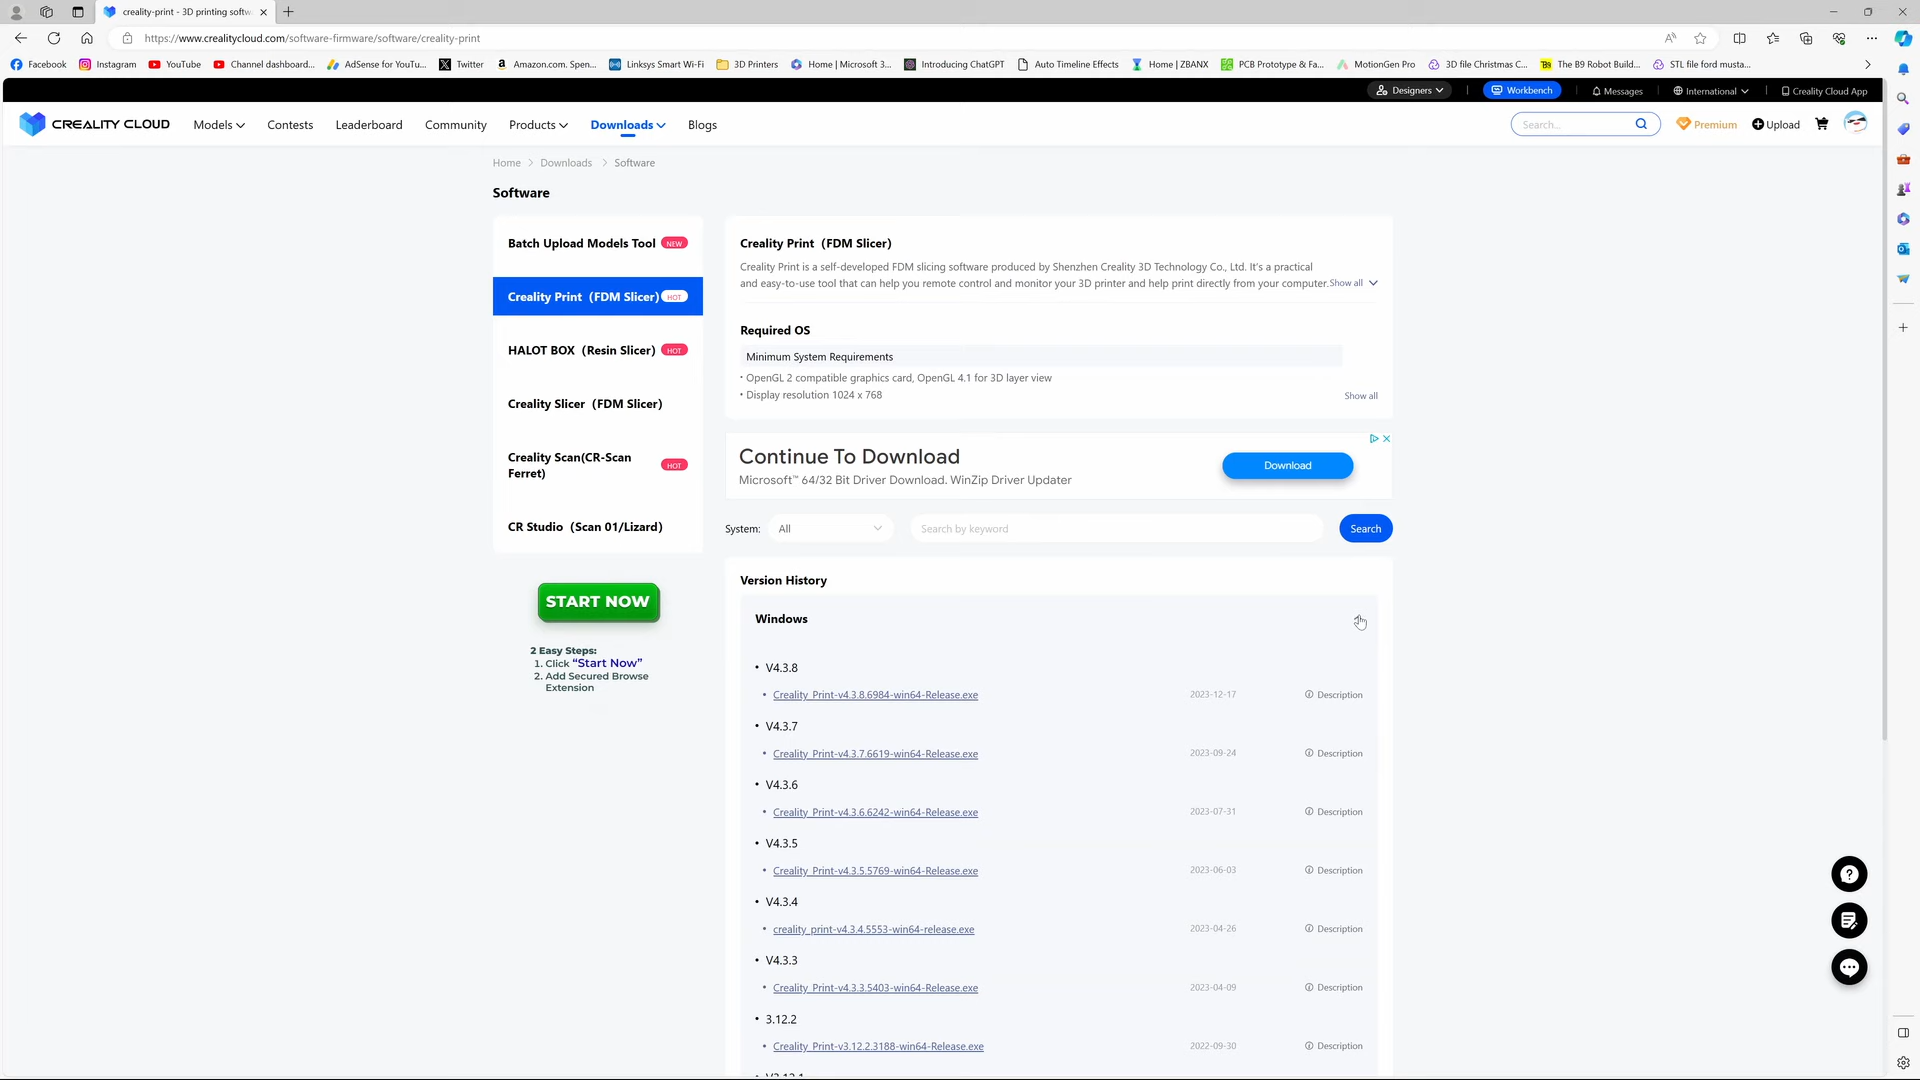 creality-print - 3D printing softw
https://www.crealitycloud.com/software-firmware/software/creality-print
Facebook Instagram YouTube Channel dashboard... AdSense for YouTu... Twitter Amazon.com. Spen... Linksys Smart Wi-Fi 3D Printers Home | Microsoft 3... Introducing ChatGPT Auto Timeline Effects Home | ZBANX PCB Prototype & Fa... MotionGen Pro 3D file Christmas C... The B9 Robot Build... STL file ford musta...
Designers | Workbench | Messages | International | Creality Cloud App
CREALITY CLOUD Models Contests Leaderboard Community Products Downloads Blogs Search... Premium Upload
Home > Downloads > Software
Software
Batch Upload Models Tool NEW
Creality Print（FDM Slicer） HOT
HALOT BOX（Resin Slicer） HOT
Creality Slicer（FDM Slicer）
Creality Scan(CR-Scan
Ferret) HOT
CR Studio（Scan 01/Lizard）
START NOW
2 Easy Steps:
1. Click “Start Now”
2. Add Secured Browse
Extension
Creality Print（FDM Slicer）
Creality Print is a self-developed FDM slicing software produced by Shenzhen Creality 3D Technology Co., Ltd. It's a practical
and easy-to-use tool that can help you remote control and monitor your 3D printer and help print directly from your computer. Show all
Required OS
Minimum System Requirements
• OpenGL 2 compatible graphics card, OpenGL 4.1 for 3D layer view
• Display resolution 1024 x 768 Show all
Continue To Download
Microsoft™ 64/32 Bit Driver Download. WinZip Driver Updater
Download
System: All Search by keyword Search
Version History
Windows
• V4.3.8
• Creality_Print-v4.3.8.6984-win64-Release.exe 2023-12-17 Description
• V4.3.7
• Creality_Print-v4.3.7.6619-win64-Release.exe 2023-09-24 Description
• V4.3.6
• Creality_Print-v4.3.6.6242-win64-Release.exe 2023-07-31 Description
• V4.3.5
• Creality_Print-v4.3.5.5769-win64-Release.exe 2023-06-03 Description
• V4.3.4
• creality_print-v4.3.4.5553-win64-release.exe 2023-04-26 Description
• V4.3.3
• Creality_Print-v4.3.3.5403-win64-Release.exe 2023-04-09 Description
• 3.12.2
• Creality_Print-v3.12.2.3188-win64-Release.exe 2022-09-30 Description